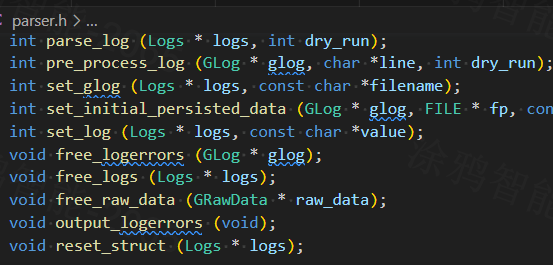 parser.h > ...
int parse_log (Logs * logs, int dry_run);
int pre_process_log (GLog * glog, char *line, int dry_run);
int set_glog (Logs * logs, const char *filename);
int set_initial_persisted_data (GLog * glog, FILE * fp, con
int set_log (Logs * logs, const char *value);
void free_logerrors (GLog * glog);
void free_logs (Logs * logs);
void free_raw_data (GRawData * raw_data);
void output_logerrors (void);
void reset_struct (Logs * logs);